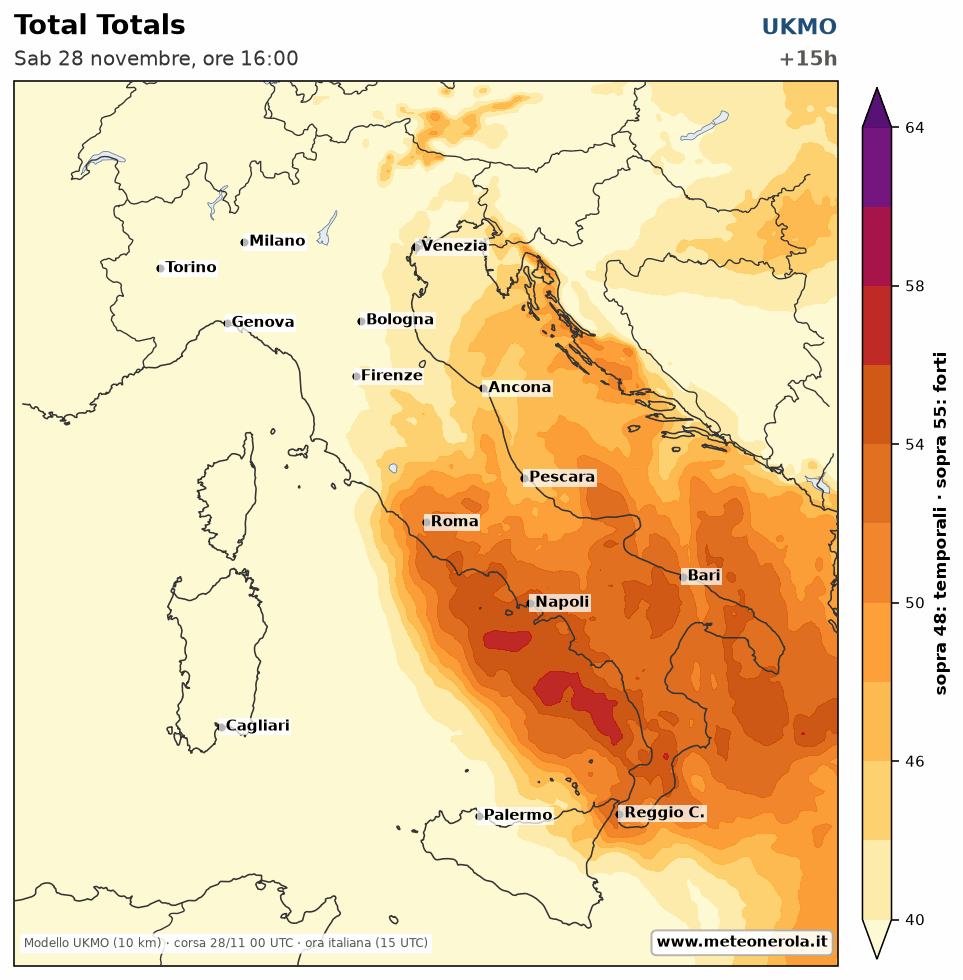 Total Totals
UKMO
Sab 28 novembre, ore 16:00
+15h
64
Milano
Venezia
Torino
58
Genova
Bologna
Firenze
Ancona
54
Pescara
Roma
Bari
50
Napoli
Cagliari
46
Palermo
Reggio C.
40
sopra 48: temporali · sopra 55: forti
Modello UKMO (10 km) · corsa 28/11 00 UTC · ora italiana (15 UTC)
www.meteonerola.it